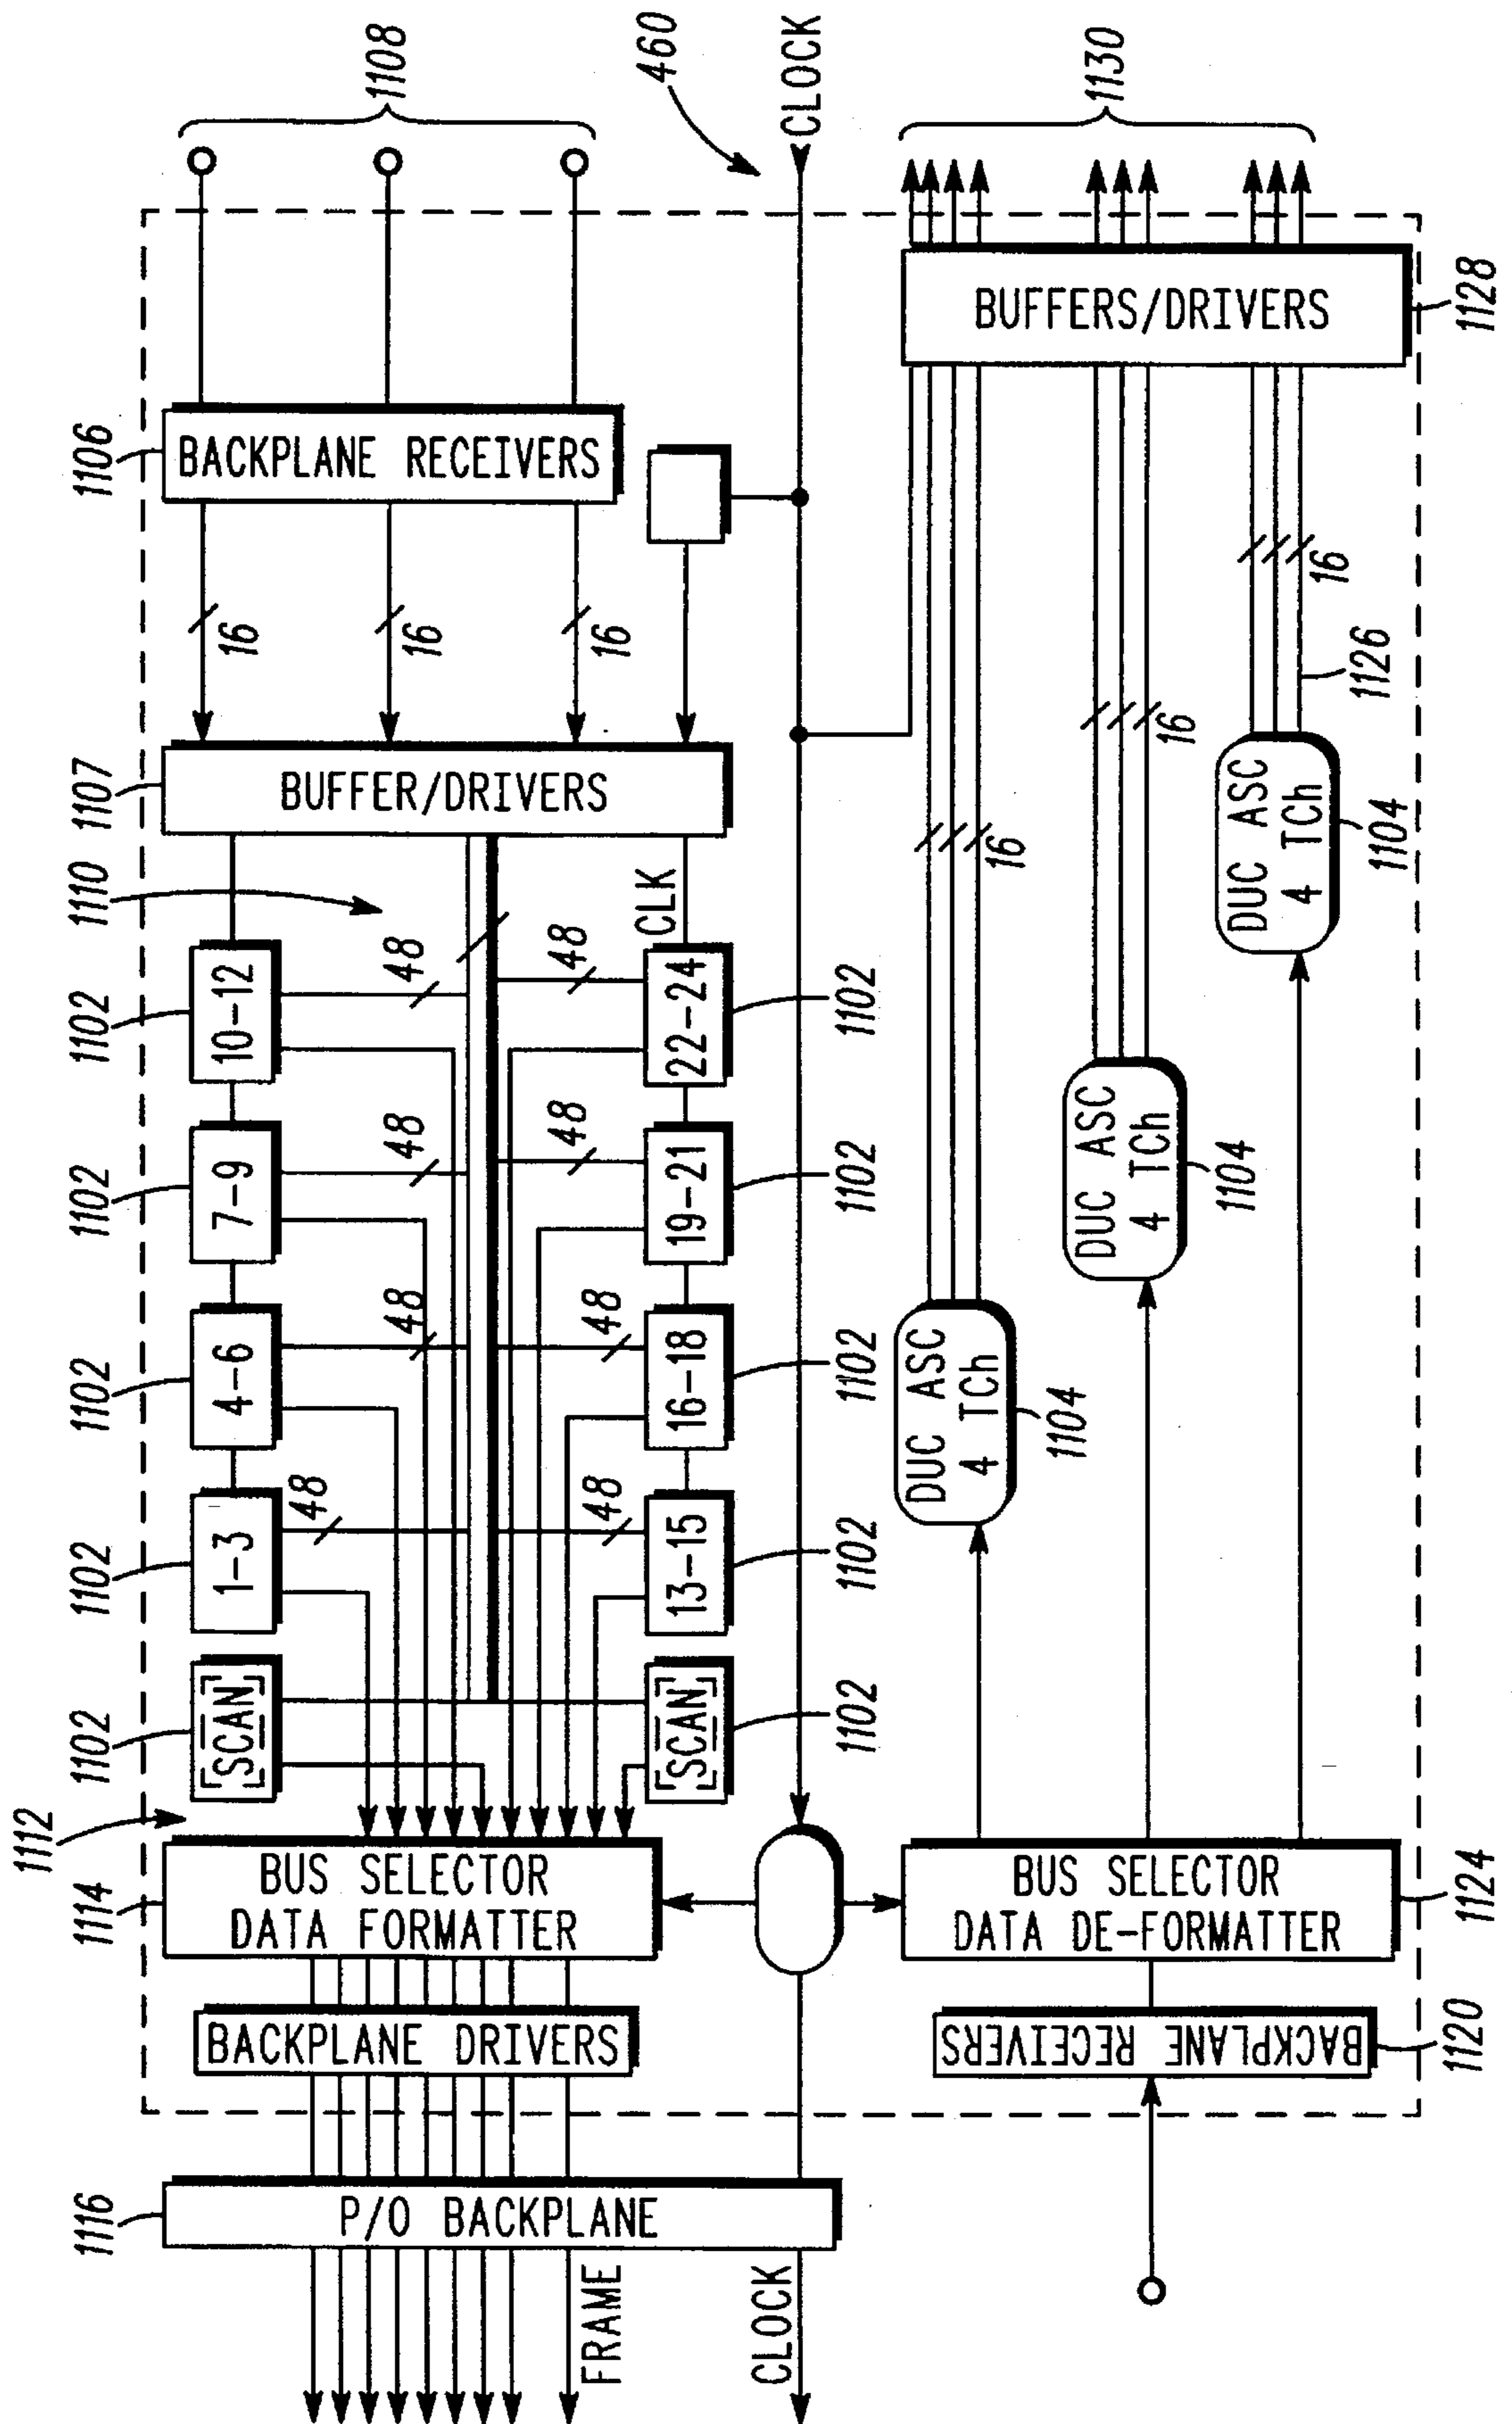 1116
P/O BACKPLANE
FRAME
CLOCK
BACKPLANE DRIVERS
1114
BUS SELECTOR
DATA FORMATTER
1112
1102
[SCAN]
1102
1-3
48
1102
4-6
48
1102
7-9
48
1102
10-12
48
1110
1107
BUFFER/DRIVERS
16
16
16
1106
BACKPLANE RECEIVERS
1108
460
CLOCK
[SCAN]
1102
13-15
48
1102
16-18
48
1102
19-21
48
1102
22-24
48
1102
CLK
BACKPLANE RECEIVERS
1120
BUS SELECTOR
DATA DE-FORMATTER
1124
DUC ASC
4 TCh
1104
16
DUC ASC
4 TCh
1104
16
DUC ASC
4 TCh
1104
1126
16
BUFFERS/DRIVERS
1128
1130